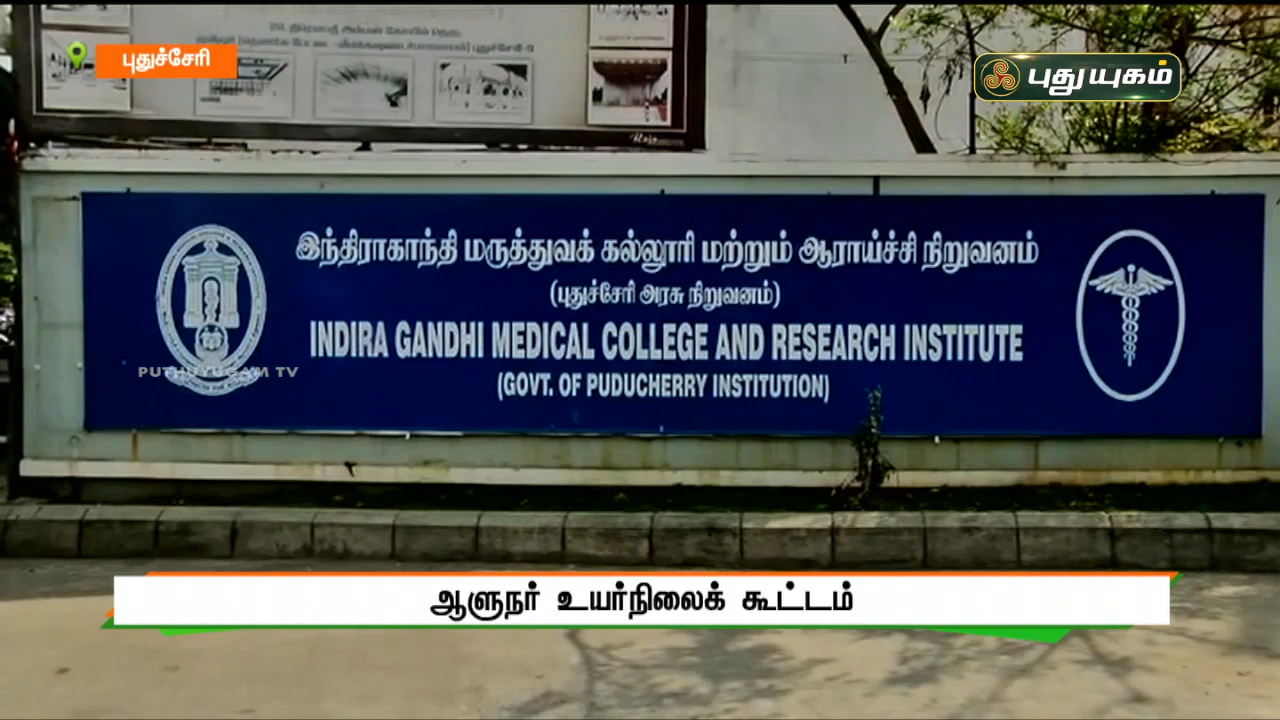 புதுச்சேரி
புதுயுகம்
இந்திராகாந்தி மருத்துவக் கல்லூரி மற்றும் ஆராய்ச்சி நிறுவனம்
(புதுச்சேரி அரசு நிறுவனம்)
INDIRA GANDHI MEDICAL COLLEGE AND RESEARCH INSTITUTE
(GOVT. OF PUDUCHERRY INSTITUTION)
PUTHUYUGAM TV
ஆளுநர் உயர்நிலைக் கூட்டம்